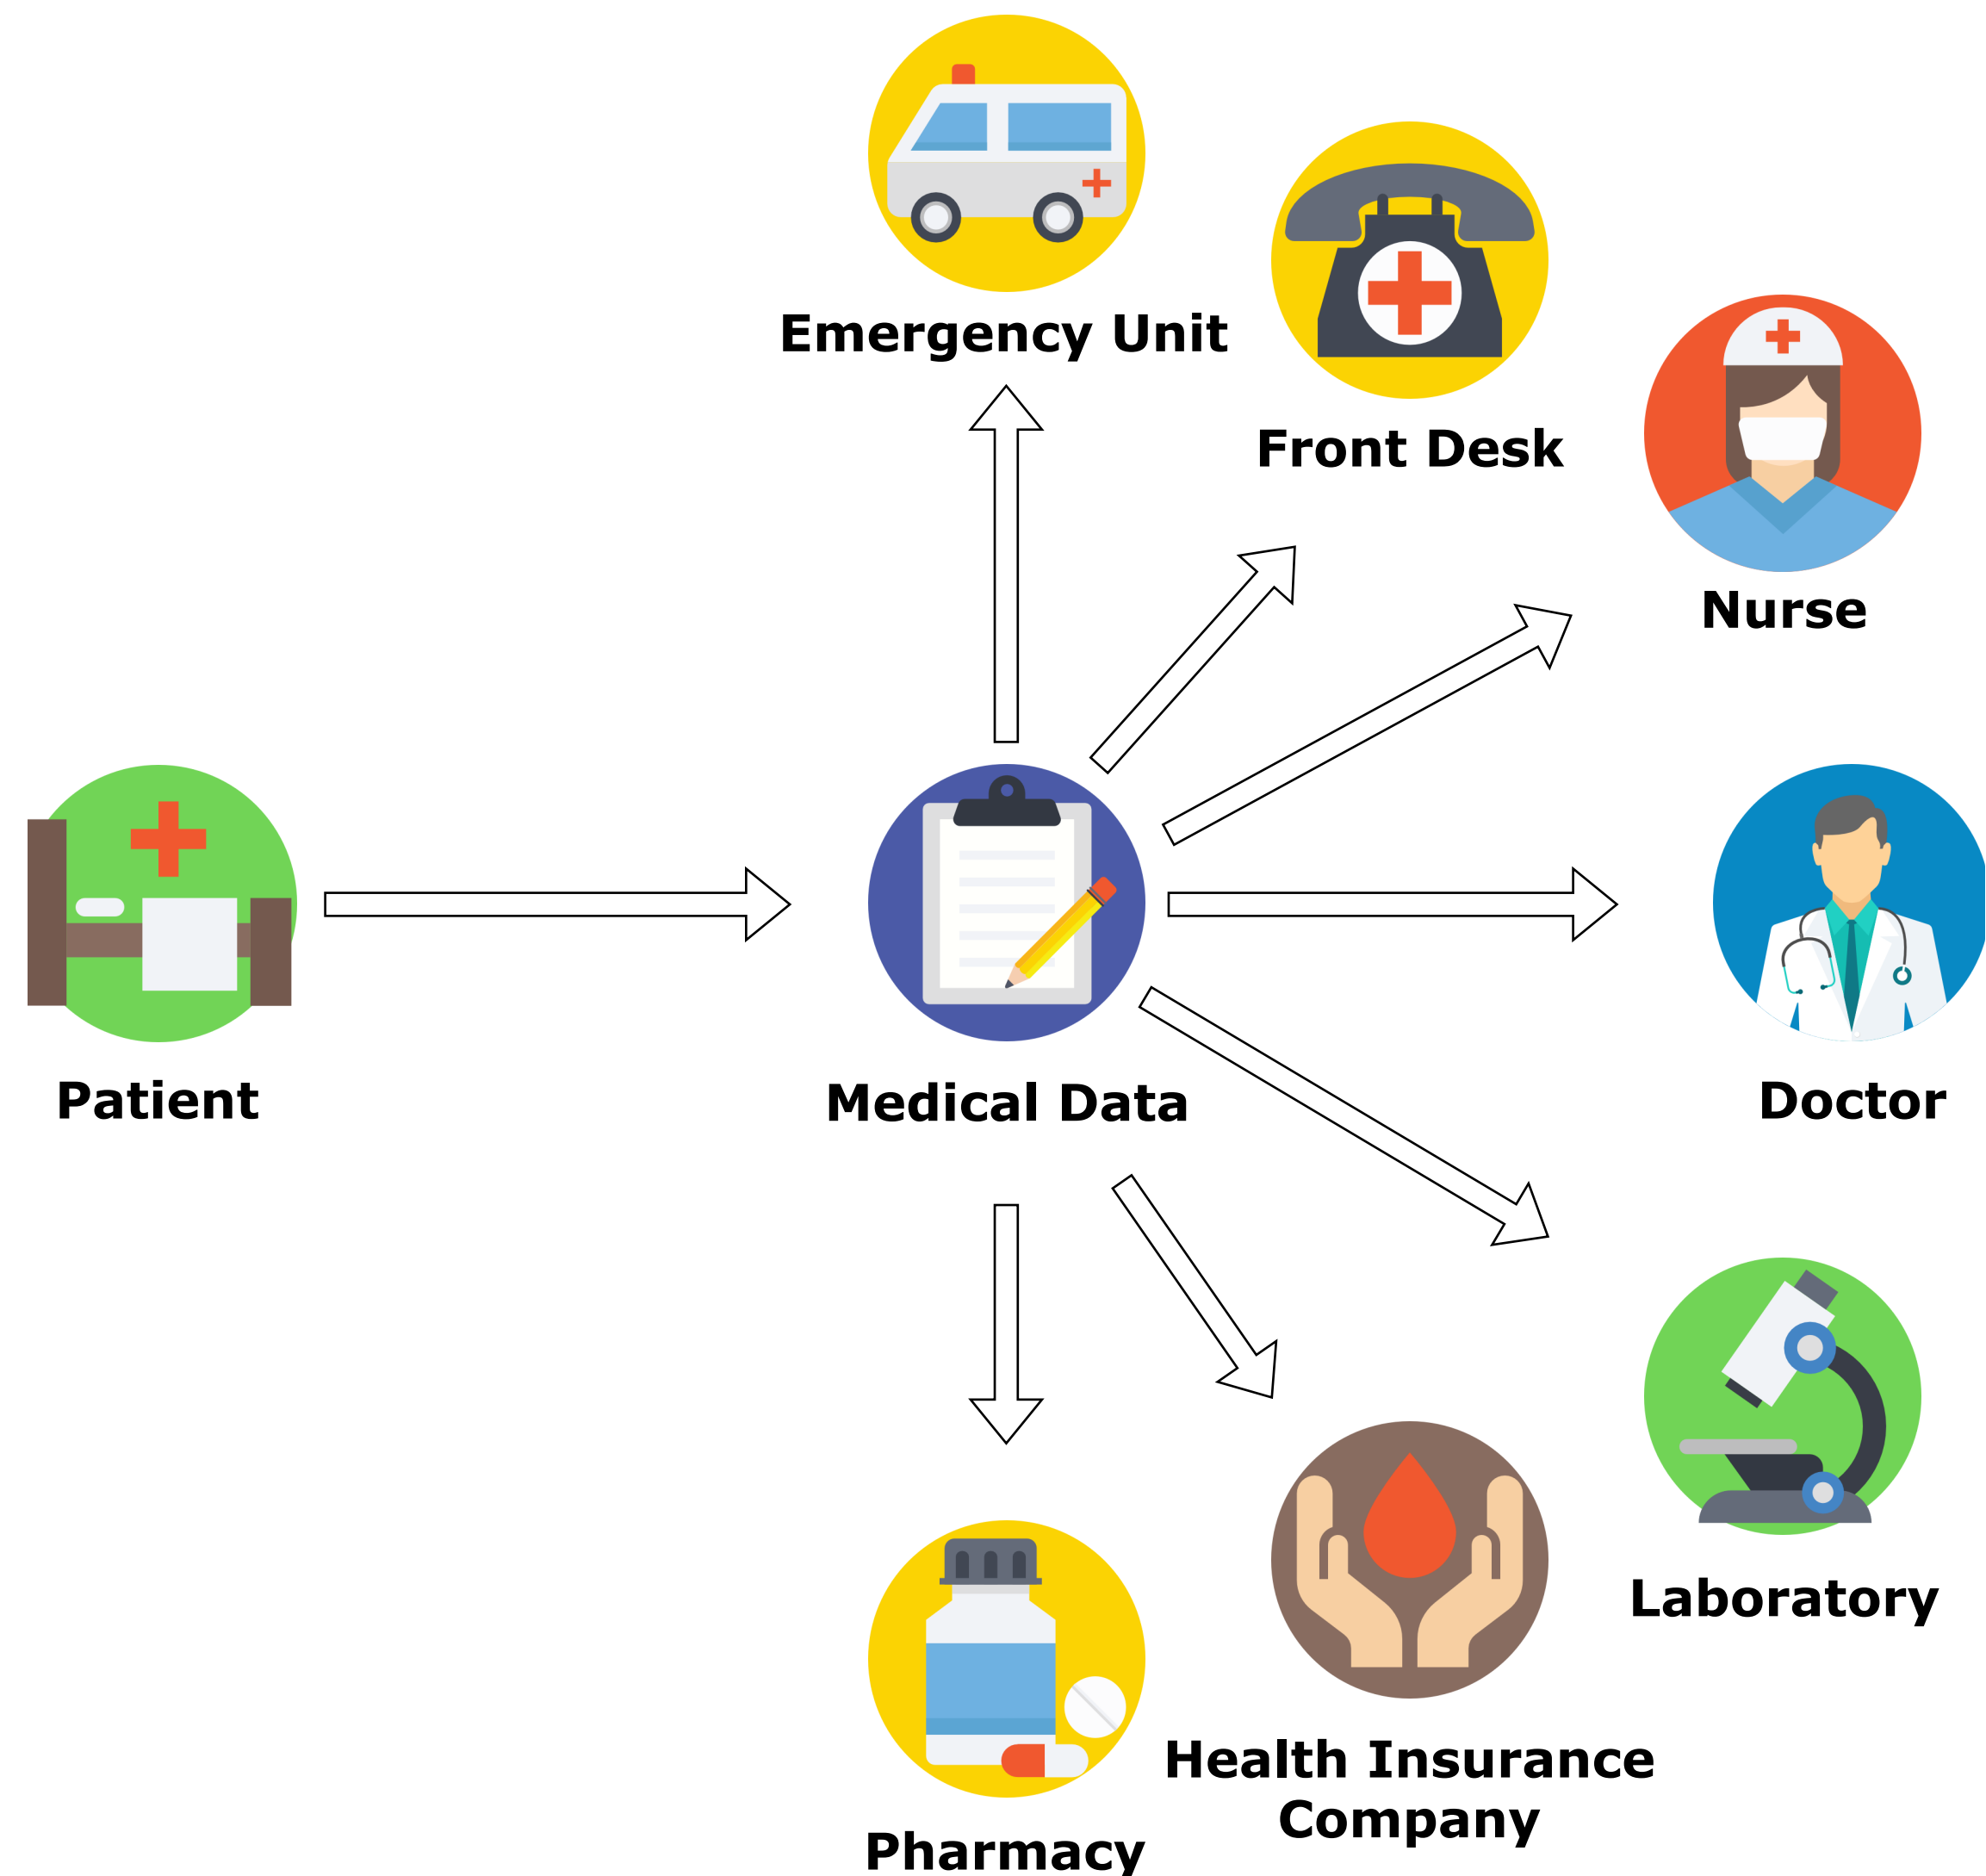 Emergency Unit
Front Desk
Nurse
Patient
Medical Data
Doctor
Laboratory
Health Insurance
Company
Pharmacy